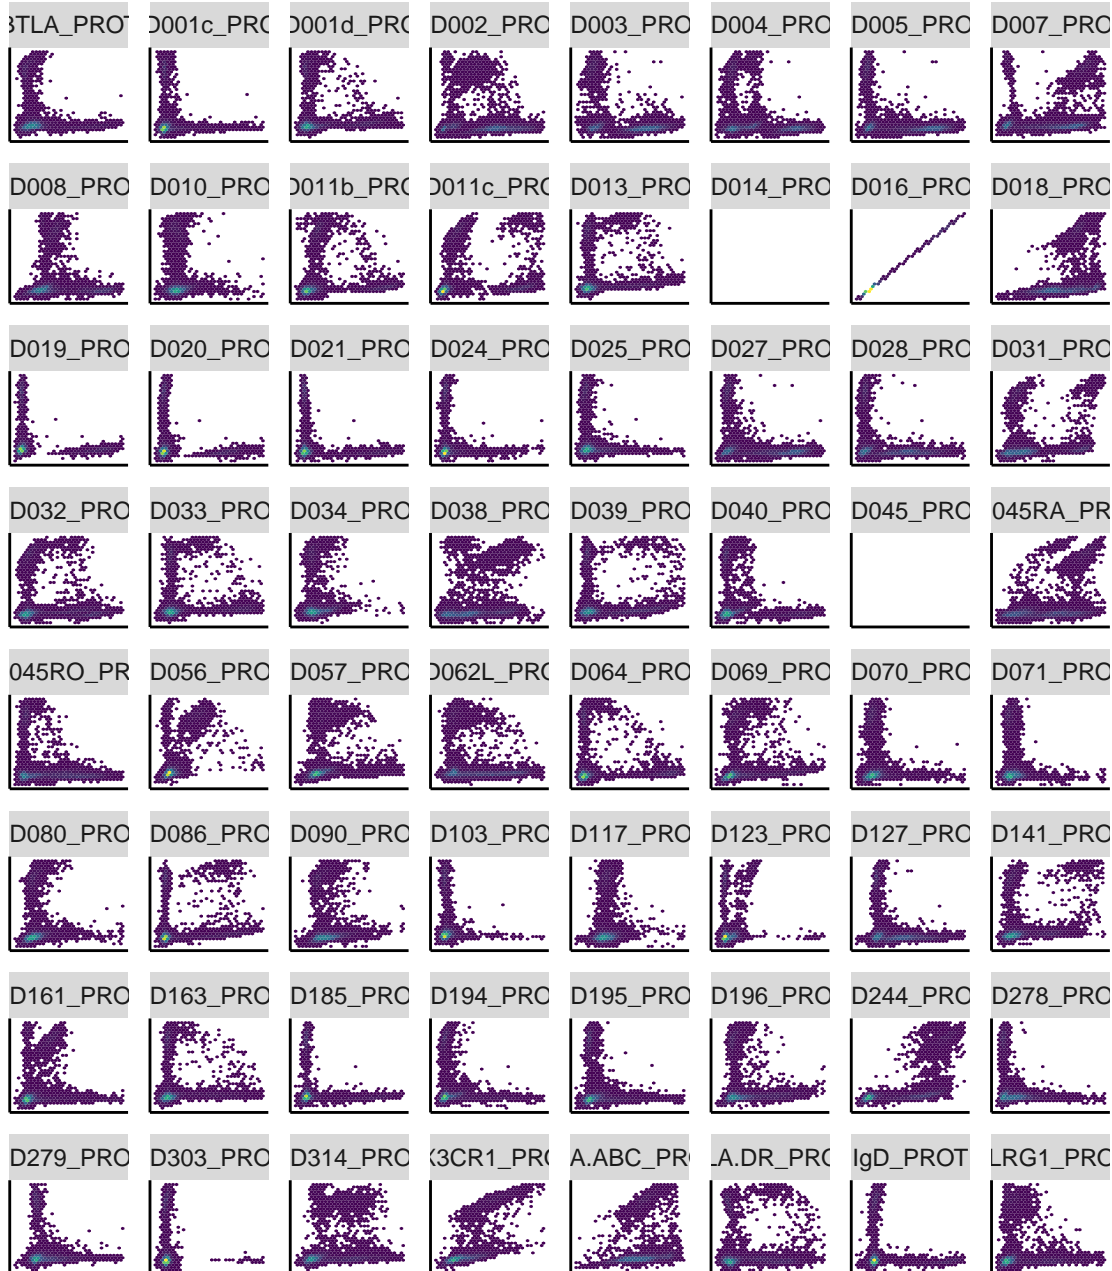 BTLA_PROT D001c_PRO D001d_PRO D002_PRO D003_PRO D004_PRO D005_PRO D007_PRO
D008_PRO D010_PRO D011b_PRO D011c_PRO D013_PRO D014_PRO D016_PRO D018_PRO
D019_PRO D020_PRO D021_PRO D024_PRO D025_PRO D027_PRO D028_PRO D031_PRO
D032_PRO D033_PRO D034_PRO D038_PRO D039_PRO D040_PRO D045_PRO 045RA_PR
045RO_PR D056_PRO D057_PRO D062L_PRO D064_PRO D069_PRO D070_PRO D071_PRO
D080_PRO D086_PRO D090_PRO D103_PRO D117_PRO D123_PRO D127_PRO D141_PRO
D161_PRO D163_PRO D185_PRO D194_PRO D195_PRO D196_PRO D244_PRO D278_PRO
D279_PRO D303_PRO D314_PRO X3CR1_PRO A.ABC_PR LA.DR_PRO IgD_PROT LRG1_PRO